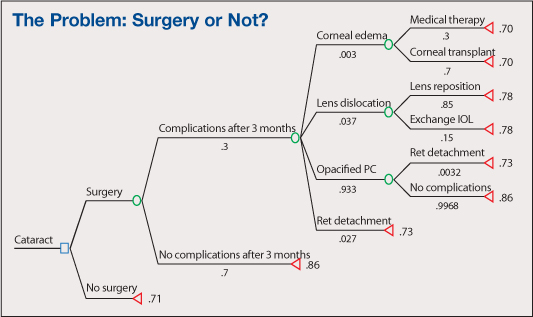 The Problem: Surgery or Not?
Medical therapy
.3
.70
Corneal edema
.003
Corneal transplant
.7
.70
Lens reposition
.85
.78
Lens dislocation
.037
Exchange IOL
.15
.78
Complications after 3 months
.3
Ret detachment
.0032
.73
Opacified PC
.933
No complications
.9968
.86
Surgery
Ret detachment
.027
.73
Cataract
No complications after 3 months
.7
.86
No surgery
.71